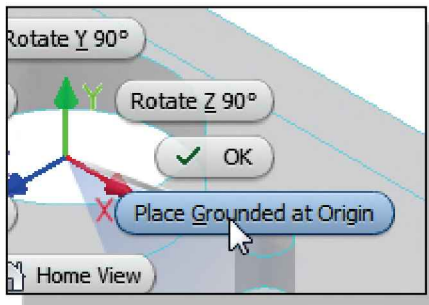 Rotate Y 90°
Y
Rotate Z 90°
OK
X
Place Grounded at Origin
Home View